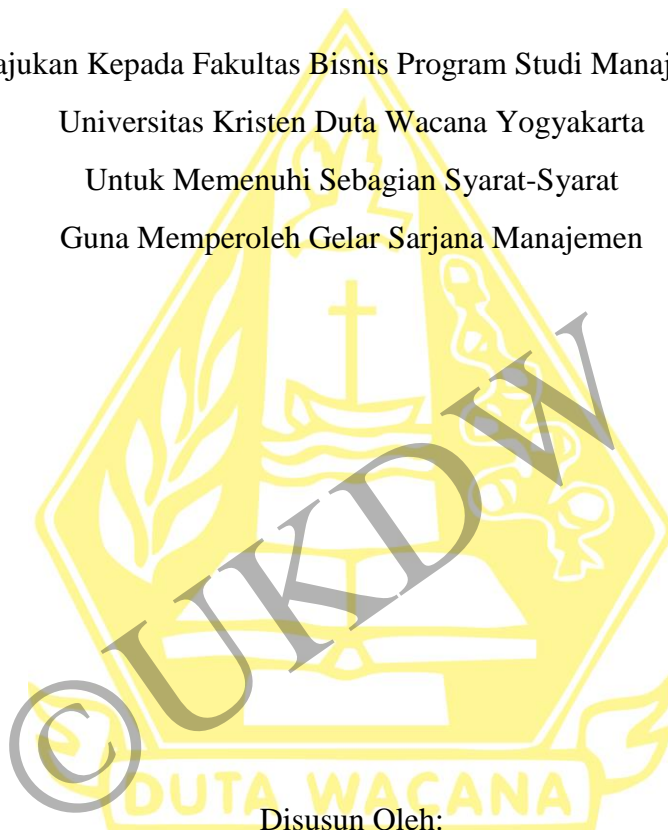 ajukan Kepada Fakultas Bisnis Program Studi Manaj
Universitas Kristen Duta Wacana Yogyakarta
Untuk Memenuhi Sebagian Syarat-Syarat
Guna Memperoleh Gelar Sarjana Manajemen
©UKDW
DUTA WACANA
Disusun Oleh: